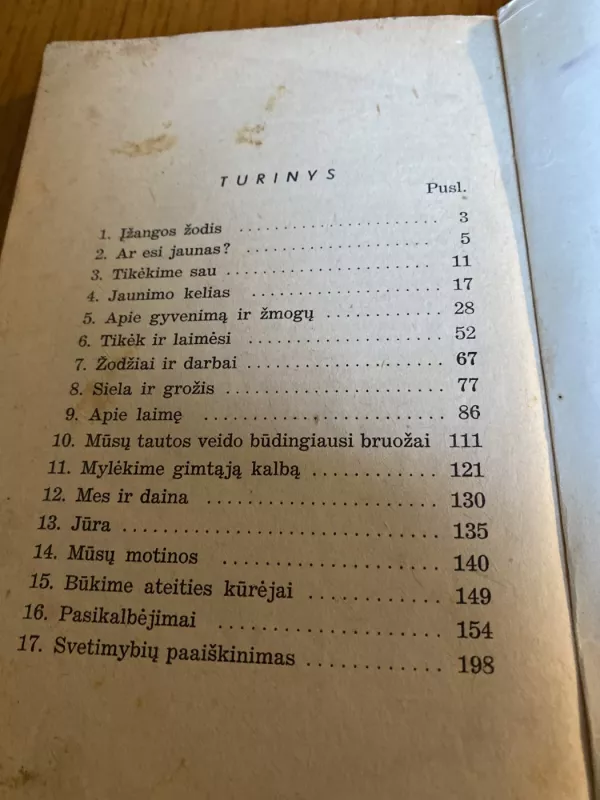 TURINYS
Pusl.
1. Įžangos žodis .................... 3
2. Ar esi jaunas? .................... 5
3. Tikėkime sau .................... 11
4. Jaunimo kelias .................... 17
5. Apie gyvenimą ir žmogų ............ 28
6. Tikėk ir laimėsi .................... 52
7. Žodžiai ir darbai .................... 67
8. Siela ir grožis .................... 77
9. Apie laimę .................... 86
10. Mūsų tautos veido būdingiausi bruožai 111
11. Mylėkime gimtąją kalbą .............. 121
12. Mes ir daina .................... 130
13. Jūra .................... 135
14. Mūsų motinos .................... 140
15. Būkime ateities kūrėjai ............ 149
16. Pasikalbėjimai .................... 154
17. Svetimybių paaiškinimas ............ 198